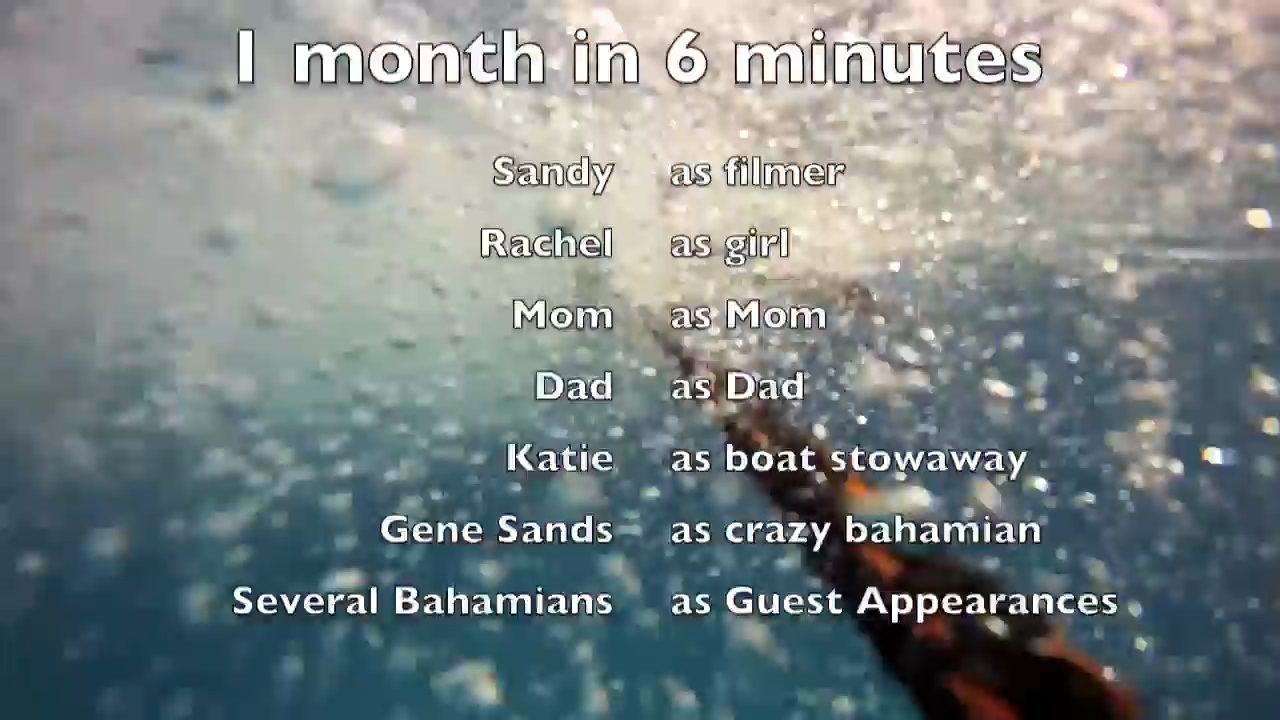 1 month in 6 minutes
Sandy as filmer
Rachel as girl
Mom as Mom
Dad as Dad
Katie as boat stowaway
Gene Sands as crazy bahamian
Several Bahamians as Guest Appearances